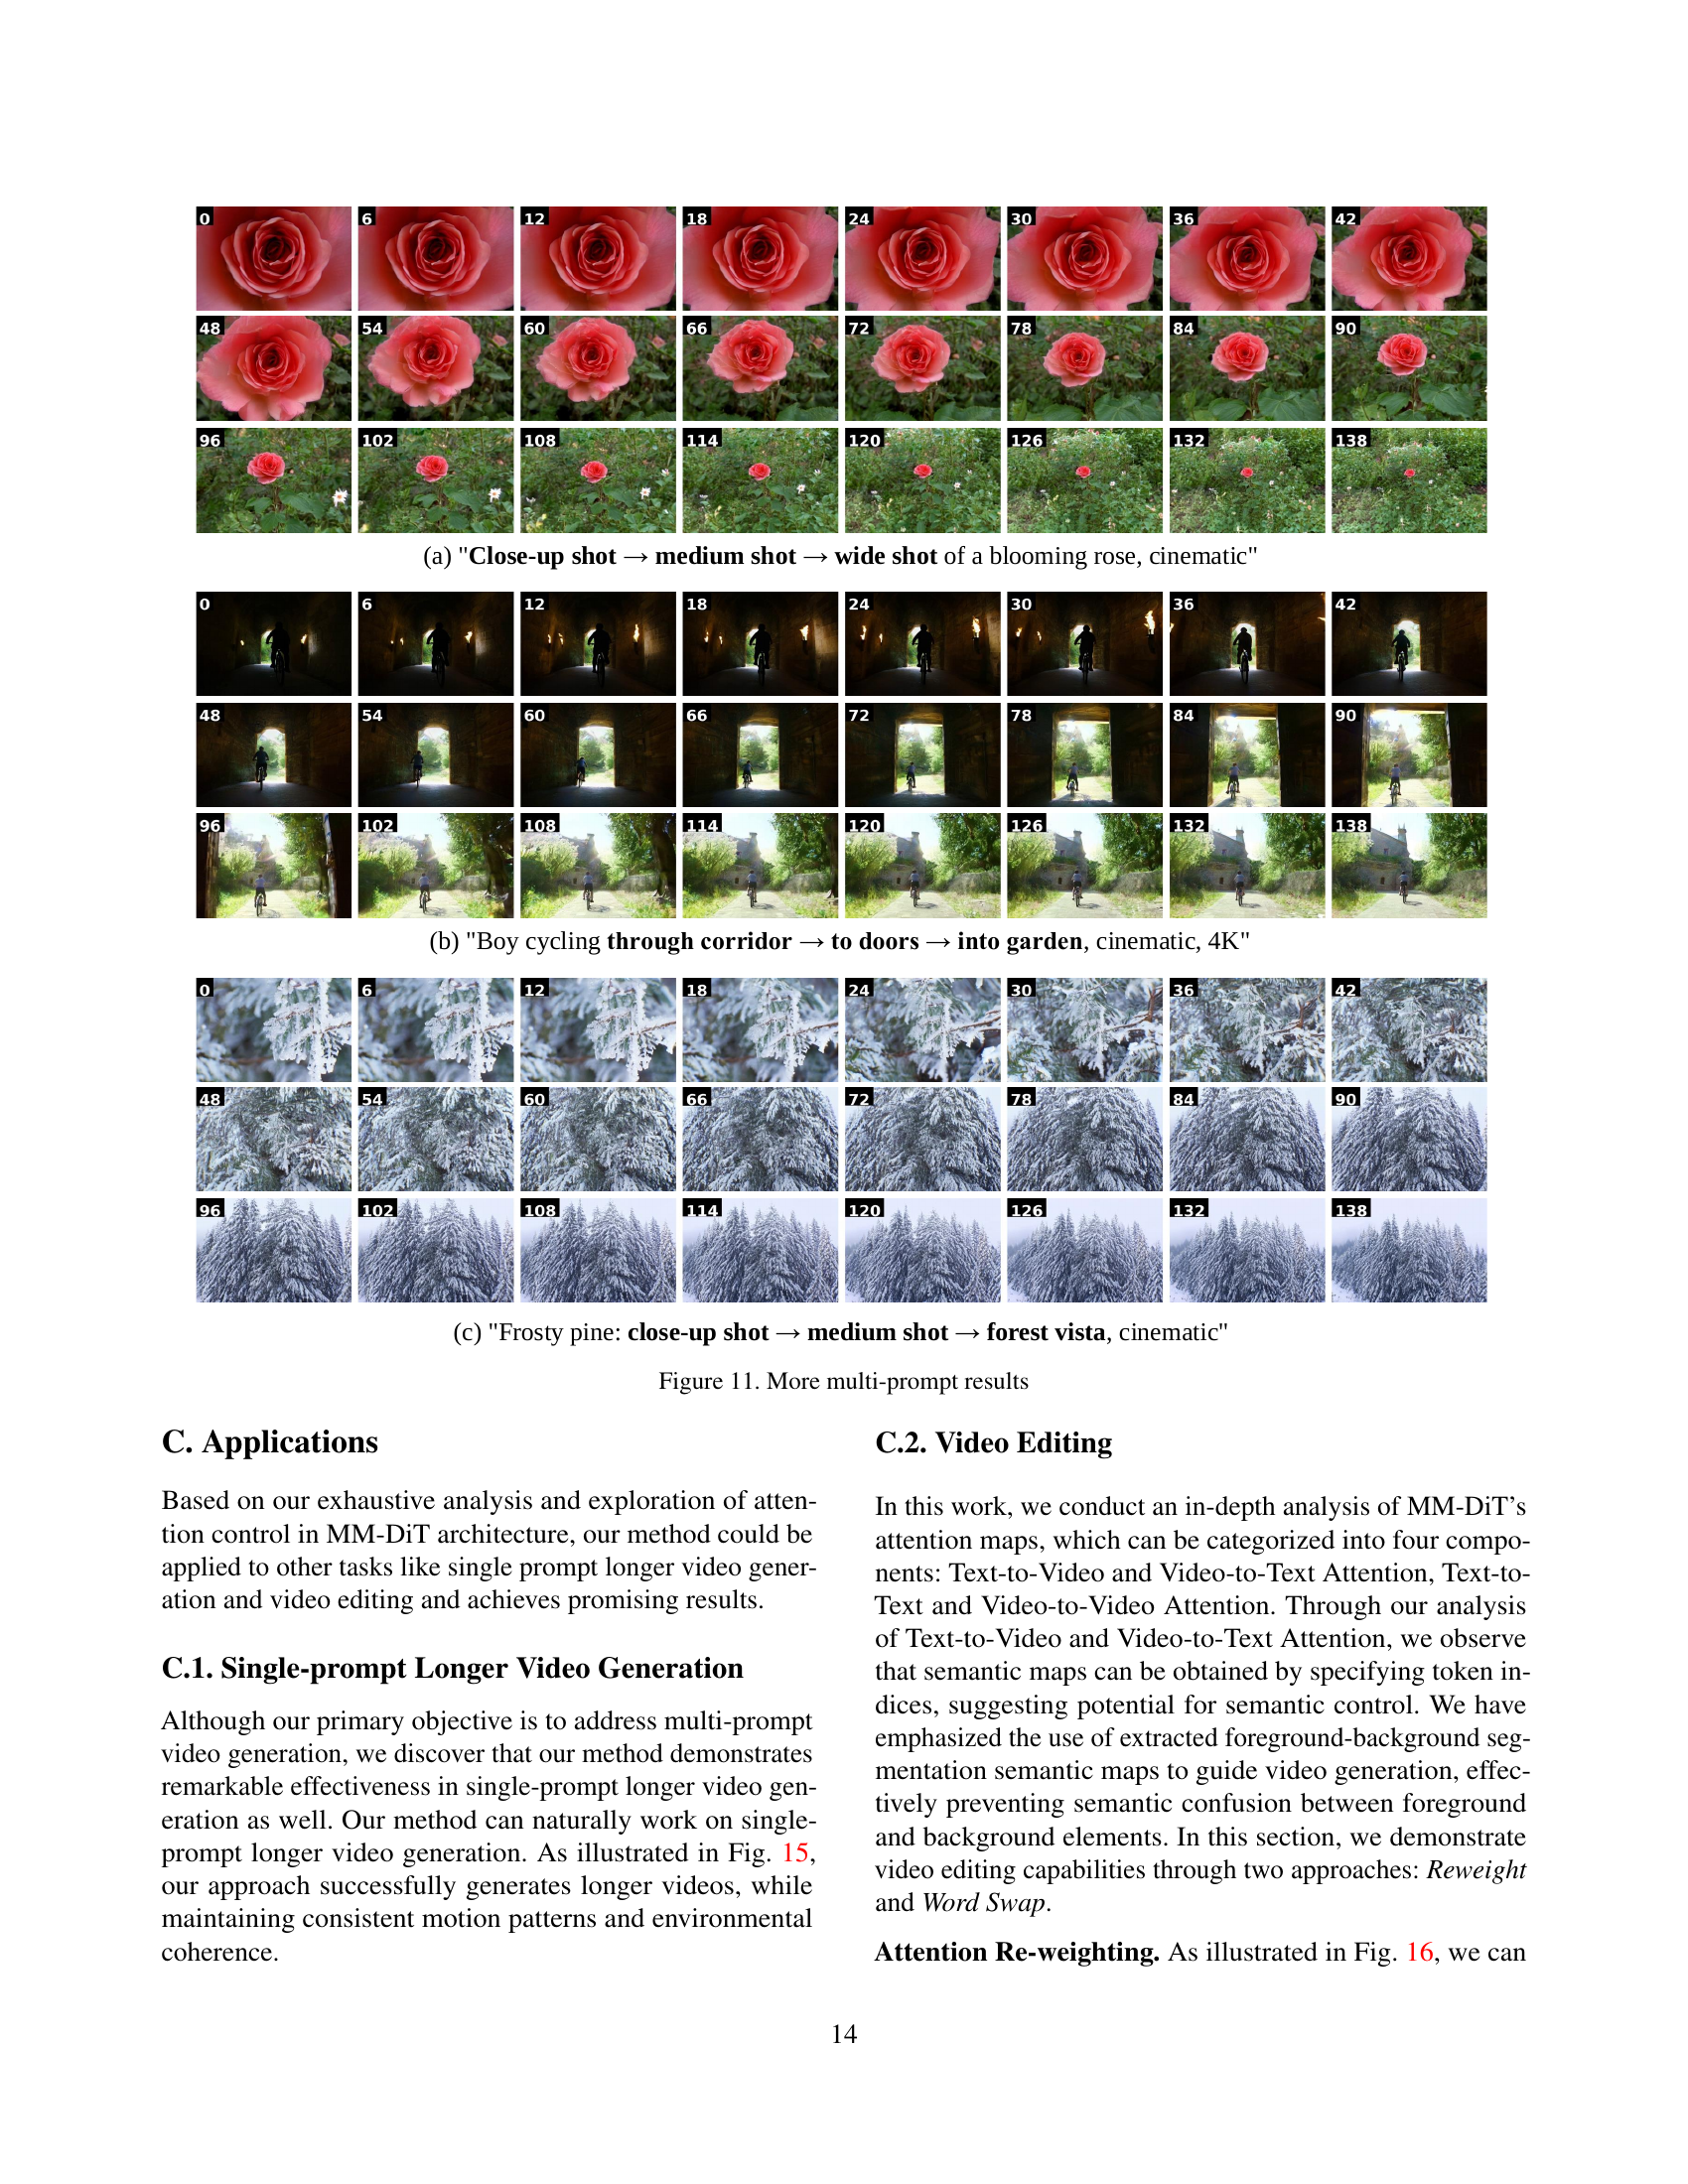 0 6 12 18 24 30 36 42
48 54 60 66 72 78 84 90
96 102 108 114 120 126 132 138
(a) "Close-up shot → medium shot → wide shot of a blooming rose, cinematic"
0 6 12 18 24 30 36 42
48 54 60 66 72 78 84 90
96 102 108 114 120 126 132 138
(b) "Boy cycling through corridor → to doors → into garden, cinematic, 4K"
0 6 12 18 24 30 36 42
48 54 60 66 72 78 84 90
96 102 108 114 120 126 132 138
(c) "Frosty pine: close-up shot → medium shot → forest vista, cinematic"
Figure 11. More multi-prompt results
C. Applications
Based on our exhaustive analysis and exploration of atten-
tion control in MM-DiT architecture, our method could be
applied to other tasks like single prompt longer video gener-
ation and video editing and achieves promising results.
C.1. Single-prompt Longer Video Generation
Although our primary objective is to address multi-prompt
video generation, we discover that our method demonstrates
remarkable effectiveness in single-prompt longer video gen-
eration as well. Our method can naturally work on single-
prompt longer video generation. As illustrated in Fig. 15,
our approach successfully generates longer videos, while
maintaining consistent motion patterns and environmental
coherence.
C.2. Video Editing
In this work, we conduct an in-depth analysis of MM-DiT's
attention maps, which can be categorized into four compo-
nents: Text-to-Video and Video-to-Text Attention, Text-to-
Text and Video-to-Video Attention. Through our analysis
of Text-to-Video and Video-to-Text Attention, we observe
that semantic maps can be obtained by specifying token in-
dices, suggesting potential for semantic control. We have
emphasized the use of extracted foreground-background seg-
mentation semantic maps to guide video generation, effec-
tively preventing semantic confusion between foreground
and background elements. In this section, we demonstrate
video editing capabilities through two approaches: Reweight
and Word Swap.
Attention Re-weighting. As illustrated in Fig. 16, we can
14